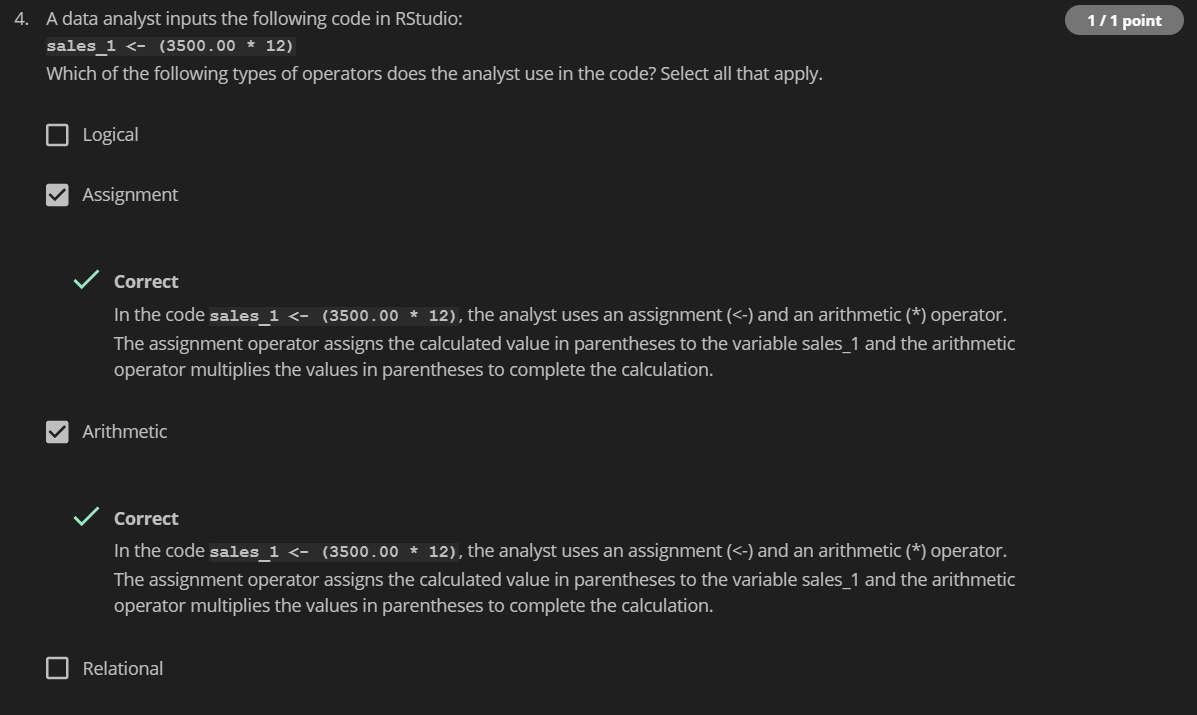 4. A data analyst inputs the following code in RStudio:
1 / 1 point
sales_1 <- (3500.00 * 12)
Which of the following types of operators does the analyst use in the code? Select all that apply.
Logical
Assignment
Correct
In the code sales_1 <- (3500.00 * 12), the analyst uses an assignment (<-) and an arithmetic (*) operator.
The assignment operator assigns the calculated value in parentheses to the variable sales_1 and the arithmetic
operator multiplies the values in parentheses to complete the calculation.
Arithmetic
Correct
In the code sales_1 <- (3500.00 * 12), the analyst uses an assignment (<-) and an arithmetic (*) operator.
The assignment operator assigns the calculated value in parentheses to the variable sales_1 and the arithmetic
operator multiplies the values in parentheses to complete the calculation.
Relational